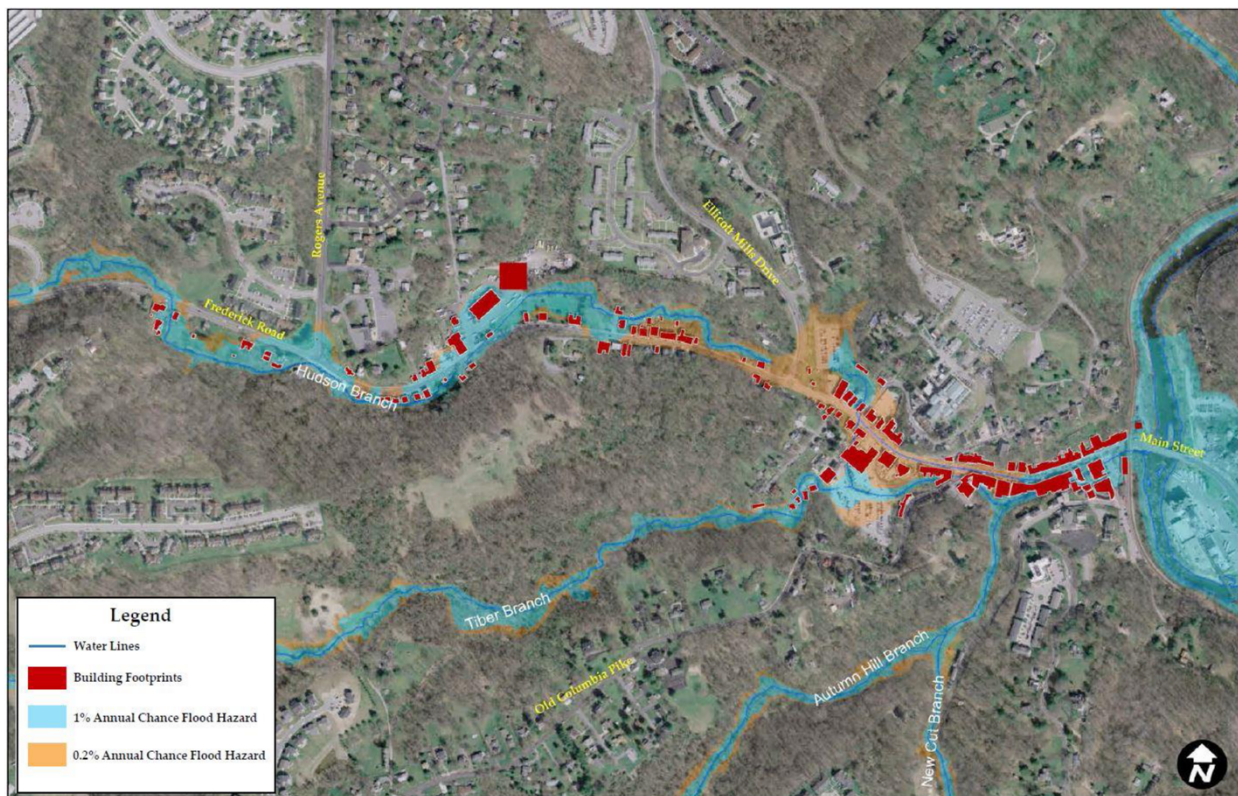 Rogers Avenue
Ellicott Mills Drive
Frederick Road
Hudson Branch
Main Street
Tiber Branch
Old Columbia Pike
Autumn Hill Branch
New Cut Branch
Legend
Water Lines
Building Footprints
1% Annual Chance Flood Hazard
0.2% Annual Chance Flood Hazard
N